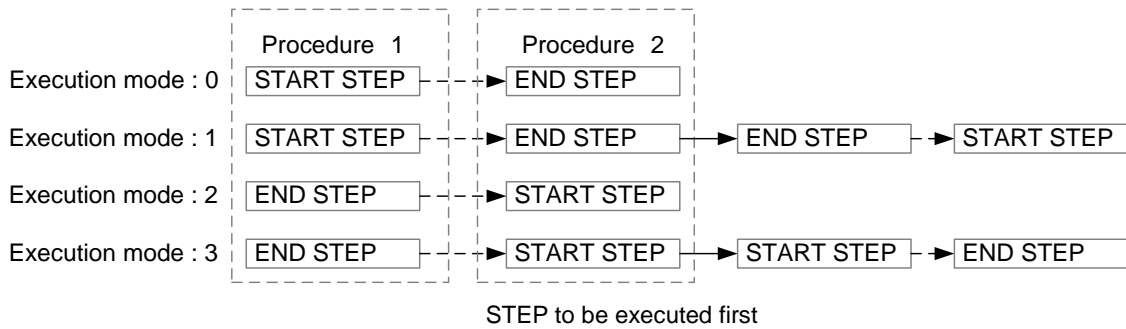 Procedure 1 Procedure 2
Execution mode : 0 START STEP END STEP
Execution mode : 1 START STEP END STEP END STEP START STEP
Execution mode : 2 END STEP START STEP
Execution mode : 3 END STEP START STEP START STEP END STEP
STEP to be executed first